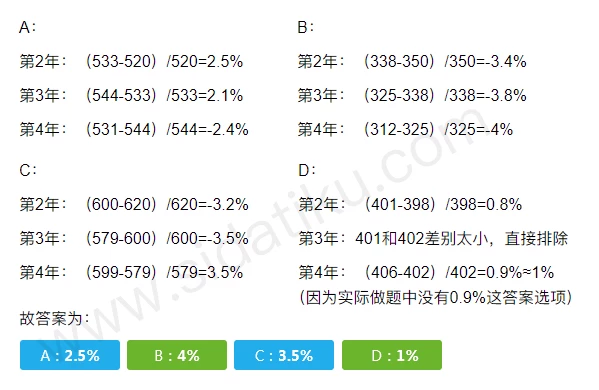 A：
第2年：（533-520）/520=2.5%
第3年：（544-533）/533=2.1%
第4年：（531-544）/544=-2.4%
B：
第2年：（338-350）/350=-3.4%
第3年：（325-338）/338=-3.8%
第4年：（312-325）/325=-4%
C：
第2年：（600-620）/620=-3.2%
第3年：（579-600）/600=-3.5%
第4年：（599-579）/579=3.5%
D：
第2年：（401-398）/398=0.8%
第3年：401和402差别太小，直接排除
第4年：（406-402）/402=0.9%≈1%
（因为实际做题中没有0.9%这答案选项）
故答案为：
A：2.5%
B：4%
C：3.5%
D：1%
www.sidatiku.com